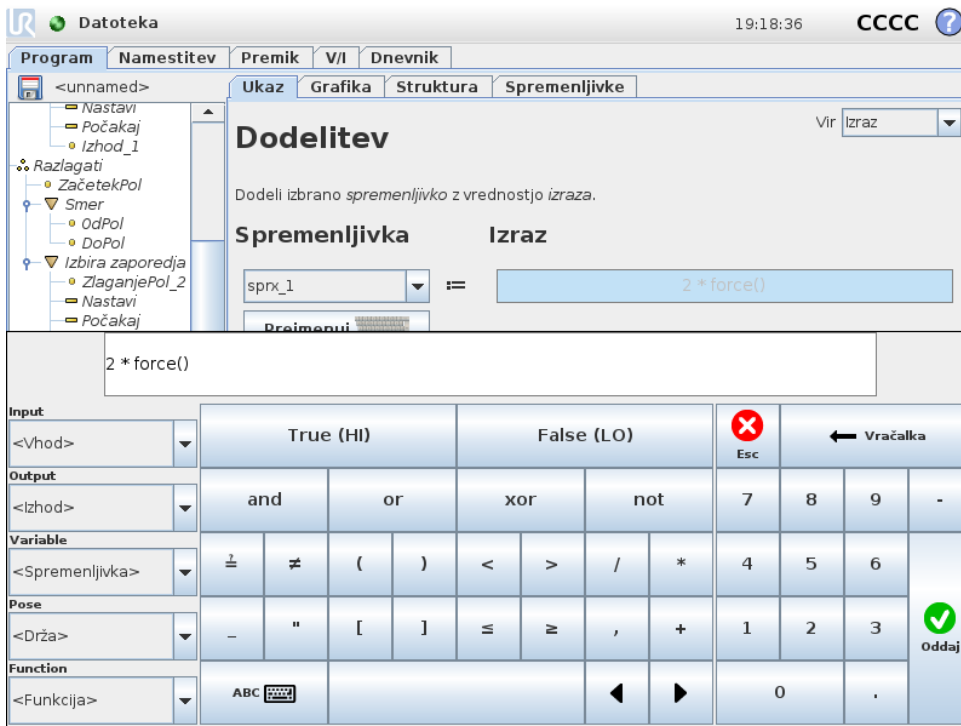 UR Datoteka 19:18:36 CCCC ?
Program Namestitev Premik V/I Dnevnik
<unnamed> Ukaz Grafika Struktura Spremenljivke
Nastavi
Počakaj
Izhod_1
Razlagati
ZačetekPol
Smer
OdPol
DoPol
Izbira zaporedja
ZlaganjePol_2
Nastavi
Počakaj
Dodelitev
Vir Izraz
Dodeli izbrano spremenljivko z vrednostjo izraza.
Spremenljivka Izraz
sprx_1 := 2 * force()
Preimenuj
2 * force()
Input
<Vhod>
Output
<Izhod>
Variable
<Spremenljivka>
Pose
<Drža>
Function
<Funkcija>
True (HI) False (LO) Esc Vračalka
and or xor not 7 8 9 -
≟ ≠ ( ) < > / * 4 5 6
_ " [ ] ≤ ≥ , + 1 2 3 Oddaj
ABC 0 .